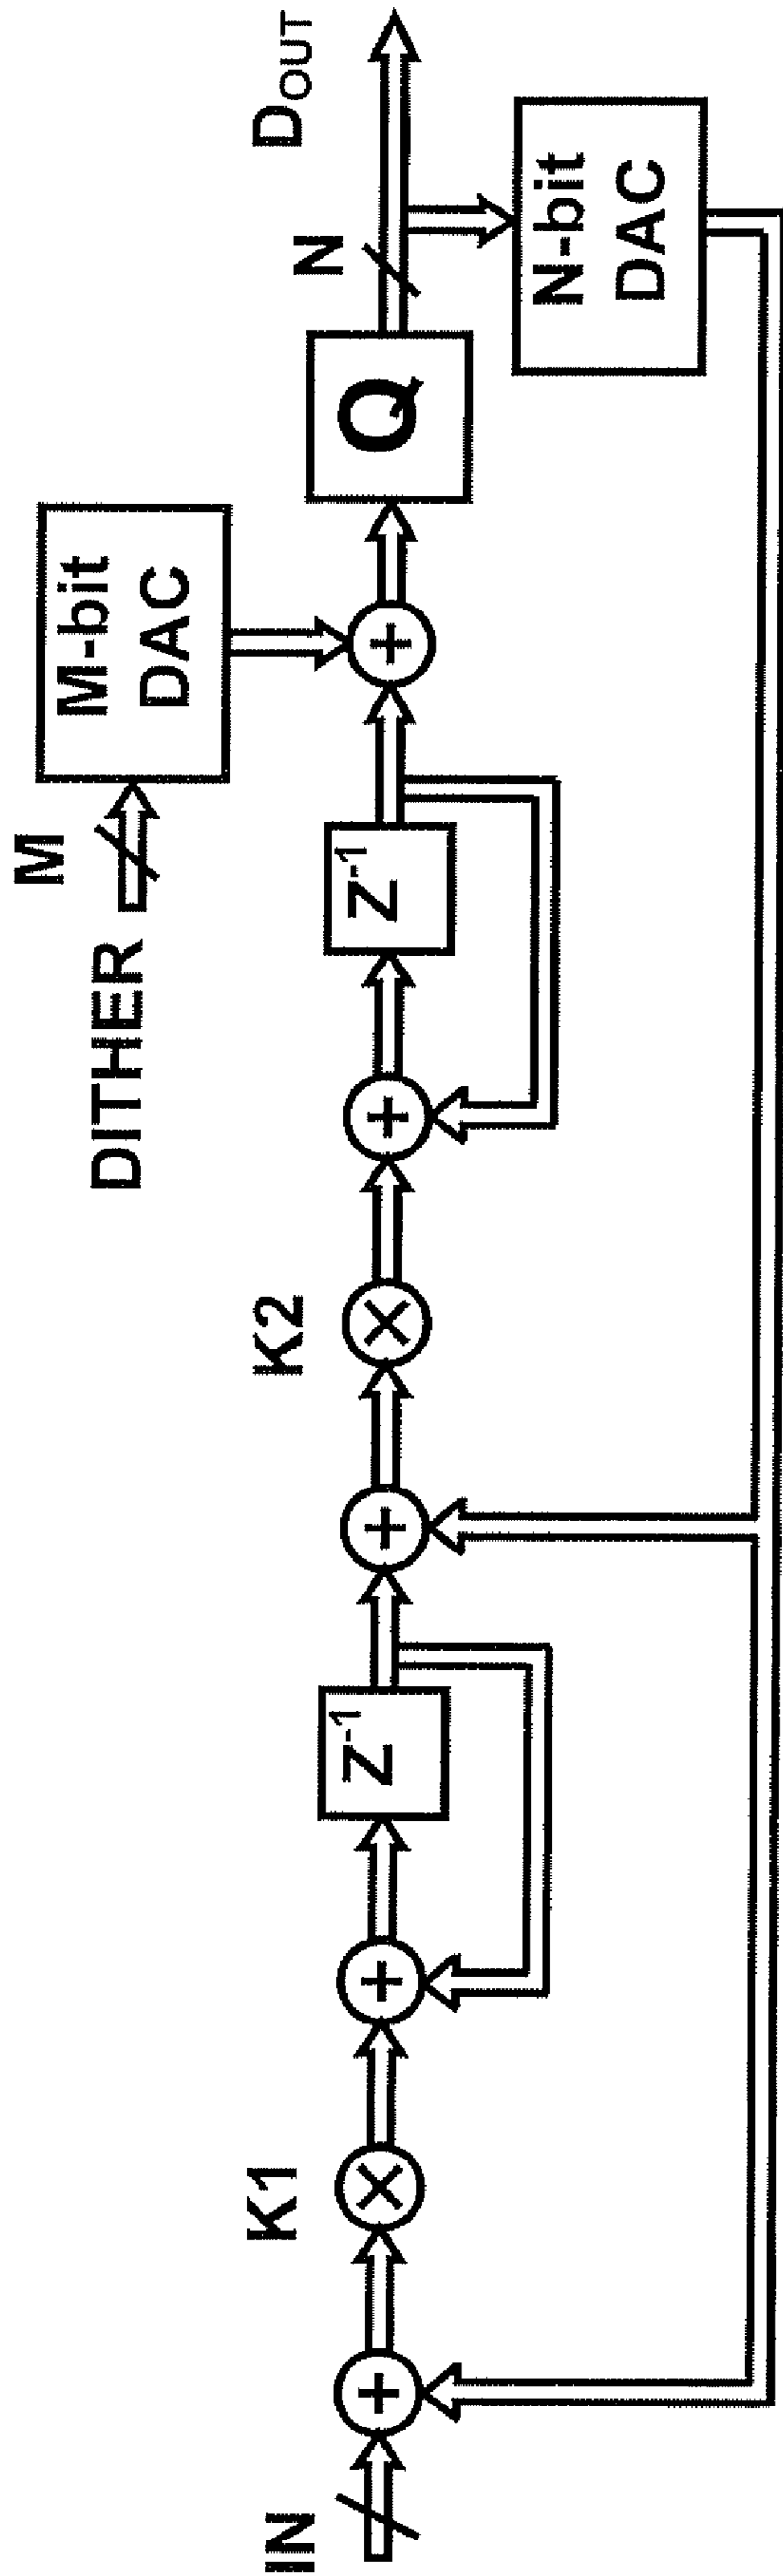 IN
K1
Z-1
K2
Z-1
DITHER
M
M-bit
DAC
Q
N
DOUT
N-bit
DAC